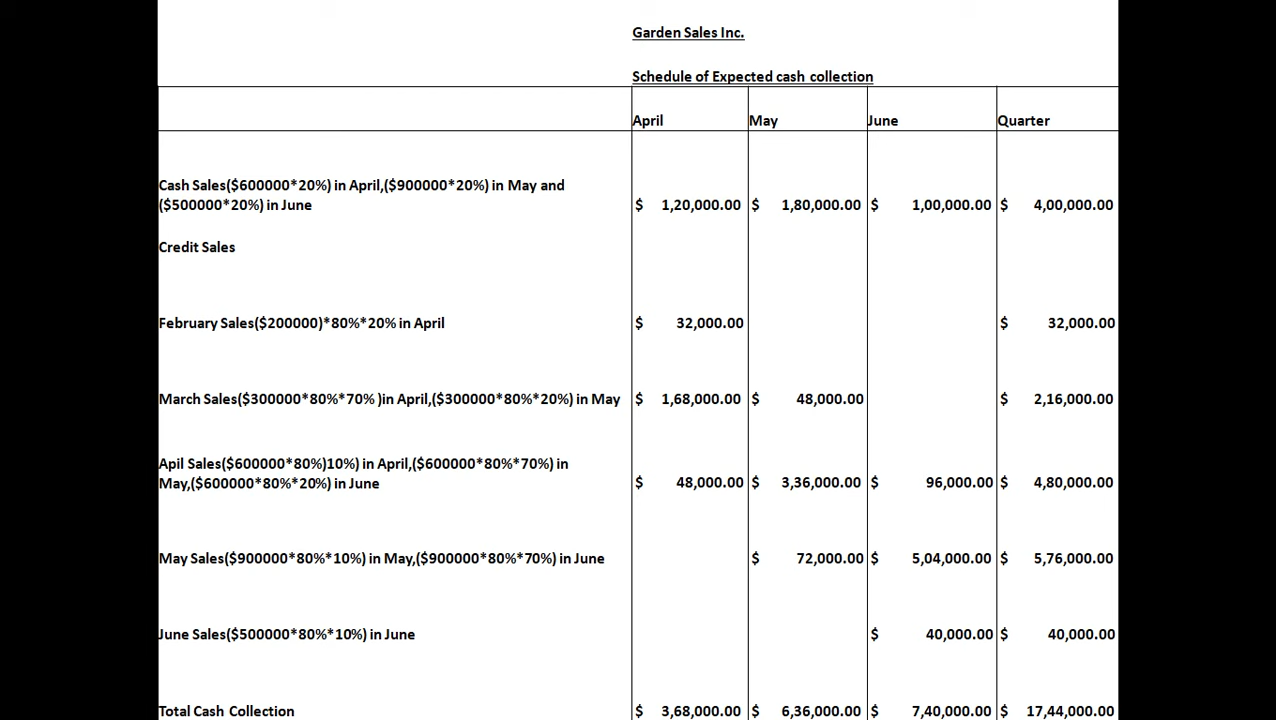 Garden Sales Inc.
Schedule of Expected cash collection
April May June Quarter
Cash Sales($600000*20%) in April,($900000*20%) in May and
($500000*20%) in June $ 1,20,000.00 $ 1,80,000.00 $ 1,00,000.00 $ 4,00,000.00
Credit Sales
February Sales($200000)*80%*20% in April $ 32,000.00 $ 32,000.00
March Sales($300000*80%*70% )in April,($300000*80%*20%) in May $ 1,68,000.00 $ 48,000.00 $ 2,16,000.00
Apil Sales($600000*80%)10%) in April,($600000*80%*70%) in
May,($600000*80%*20%) in June $ 48,000.00 $ 3,36,000.00 $ 96,000.00 $ 4,80,000.00
May Sales($900000*80%*10%) in May,($900000*80%*70%) in June $ 72,000.00 $ 5,04,000.00 $ 5,76,000.00
June Sales($500000*80%*10%) in June $ 40,000.00 $ 40,000.00
Total Cash Collection $ 3,68,000.00 $ 6,36,000.00 $ 7,40,000.00 $ 17,44,000.00